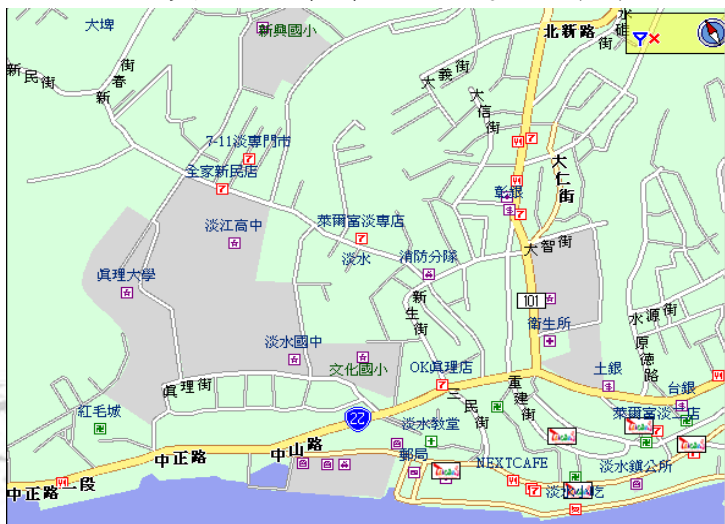 大埤
新興國小
北新路
水碓街
新民街
新春街
大義街
大信街
7-11淡專門市
全家新民店
大仁街
彰銀
淡江高中
萊爾富淡專店
淡水
消防分隊
大智街
眞理大學
新生街
101
衛生所
水源街
原德路
淡水國中
文化國小
OK眞理店
土銀
台銀
眞理街
三民街
重建街
紅毛城
22
淡水教堂
萊爾富淡二店
中正路
中山路
郵局
NEXTCAFE
淡水鎮公所
中正路二段